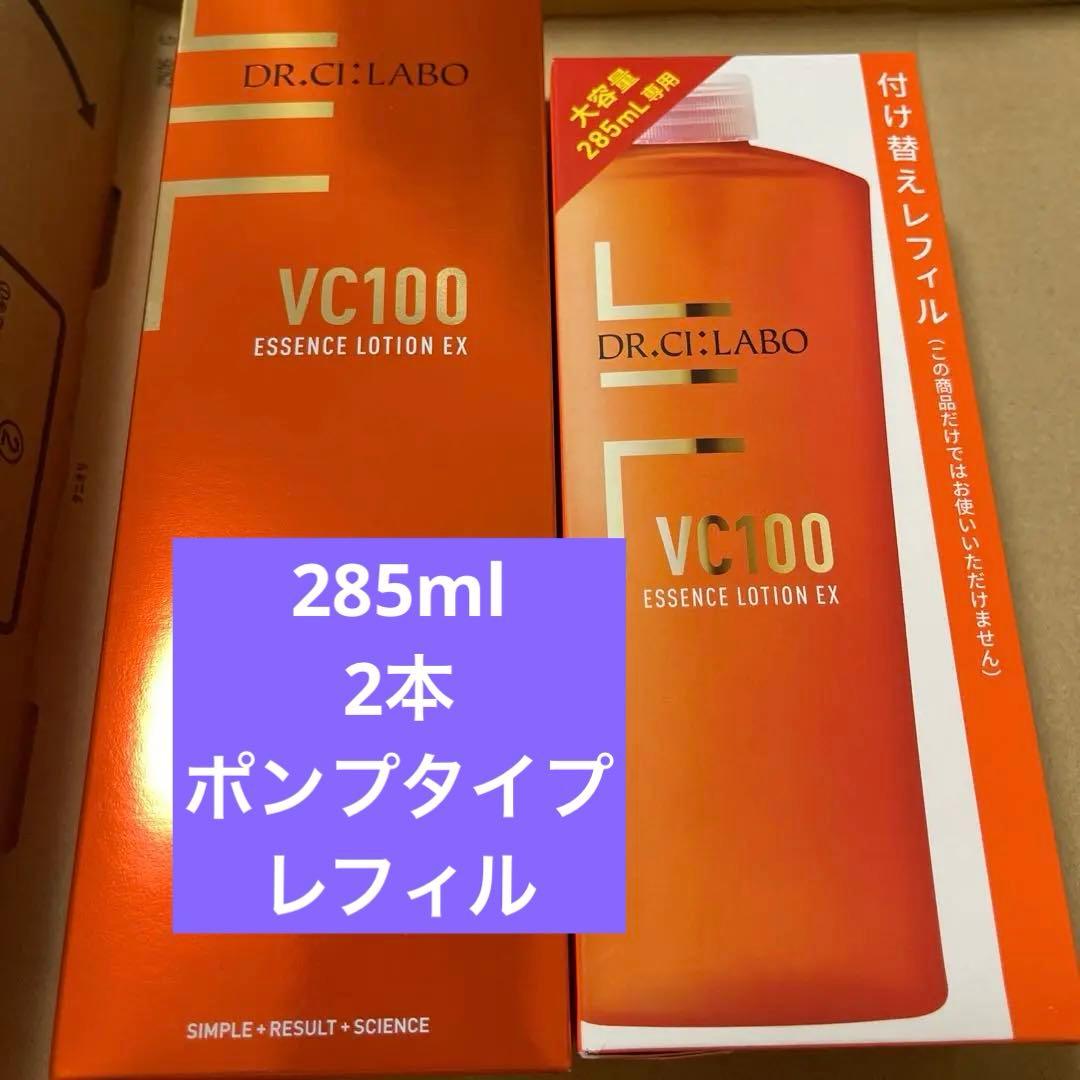 DR.CI:LABO
VC100
ESSENCE LOTION EX
SIMPLE+RESULT+SCIENCE
大容量
285mL専用
付け替えレフィル(この商品だけではお使いいただけません)
DR.CI:LABO
VC100
ESSENCE LOTION EX
285ml
2本
ポンプタイプ
レフィル
②